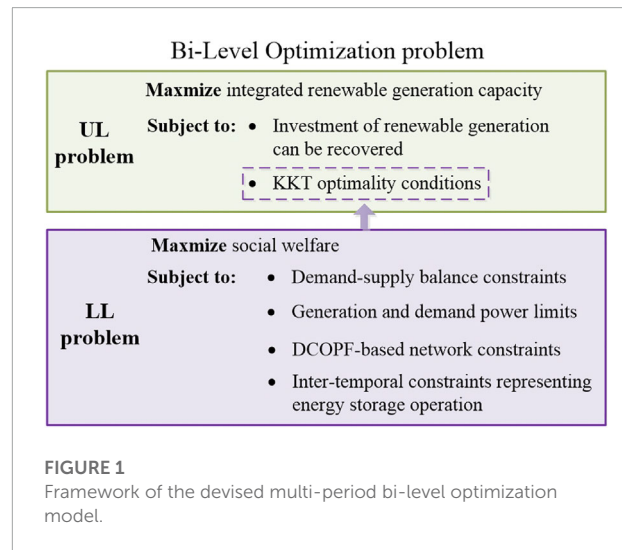 Bi-Level Optimization problem
UL
problem
Maxmize integrated renewable generation capacity
Subject to: • Investment of renewable generation
can be recovered
• KKT optimality conditions
LL
problem
Maxmize social welfare
Subject to: • Demand-supply balance constraints
• Generation and demand power limits
• DCOPF-based network constraints
• Inter-temporal constraints representing
energy storage operation
FIGURE 1
Framework of the devised multi-period bi-level optimization
model.